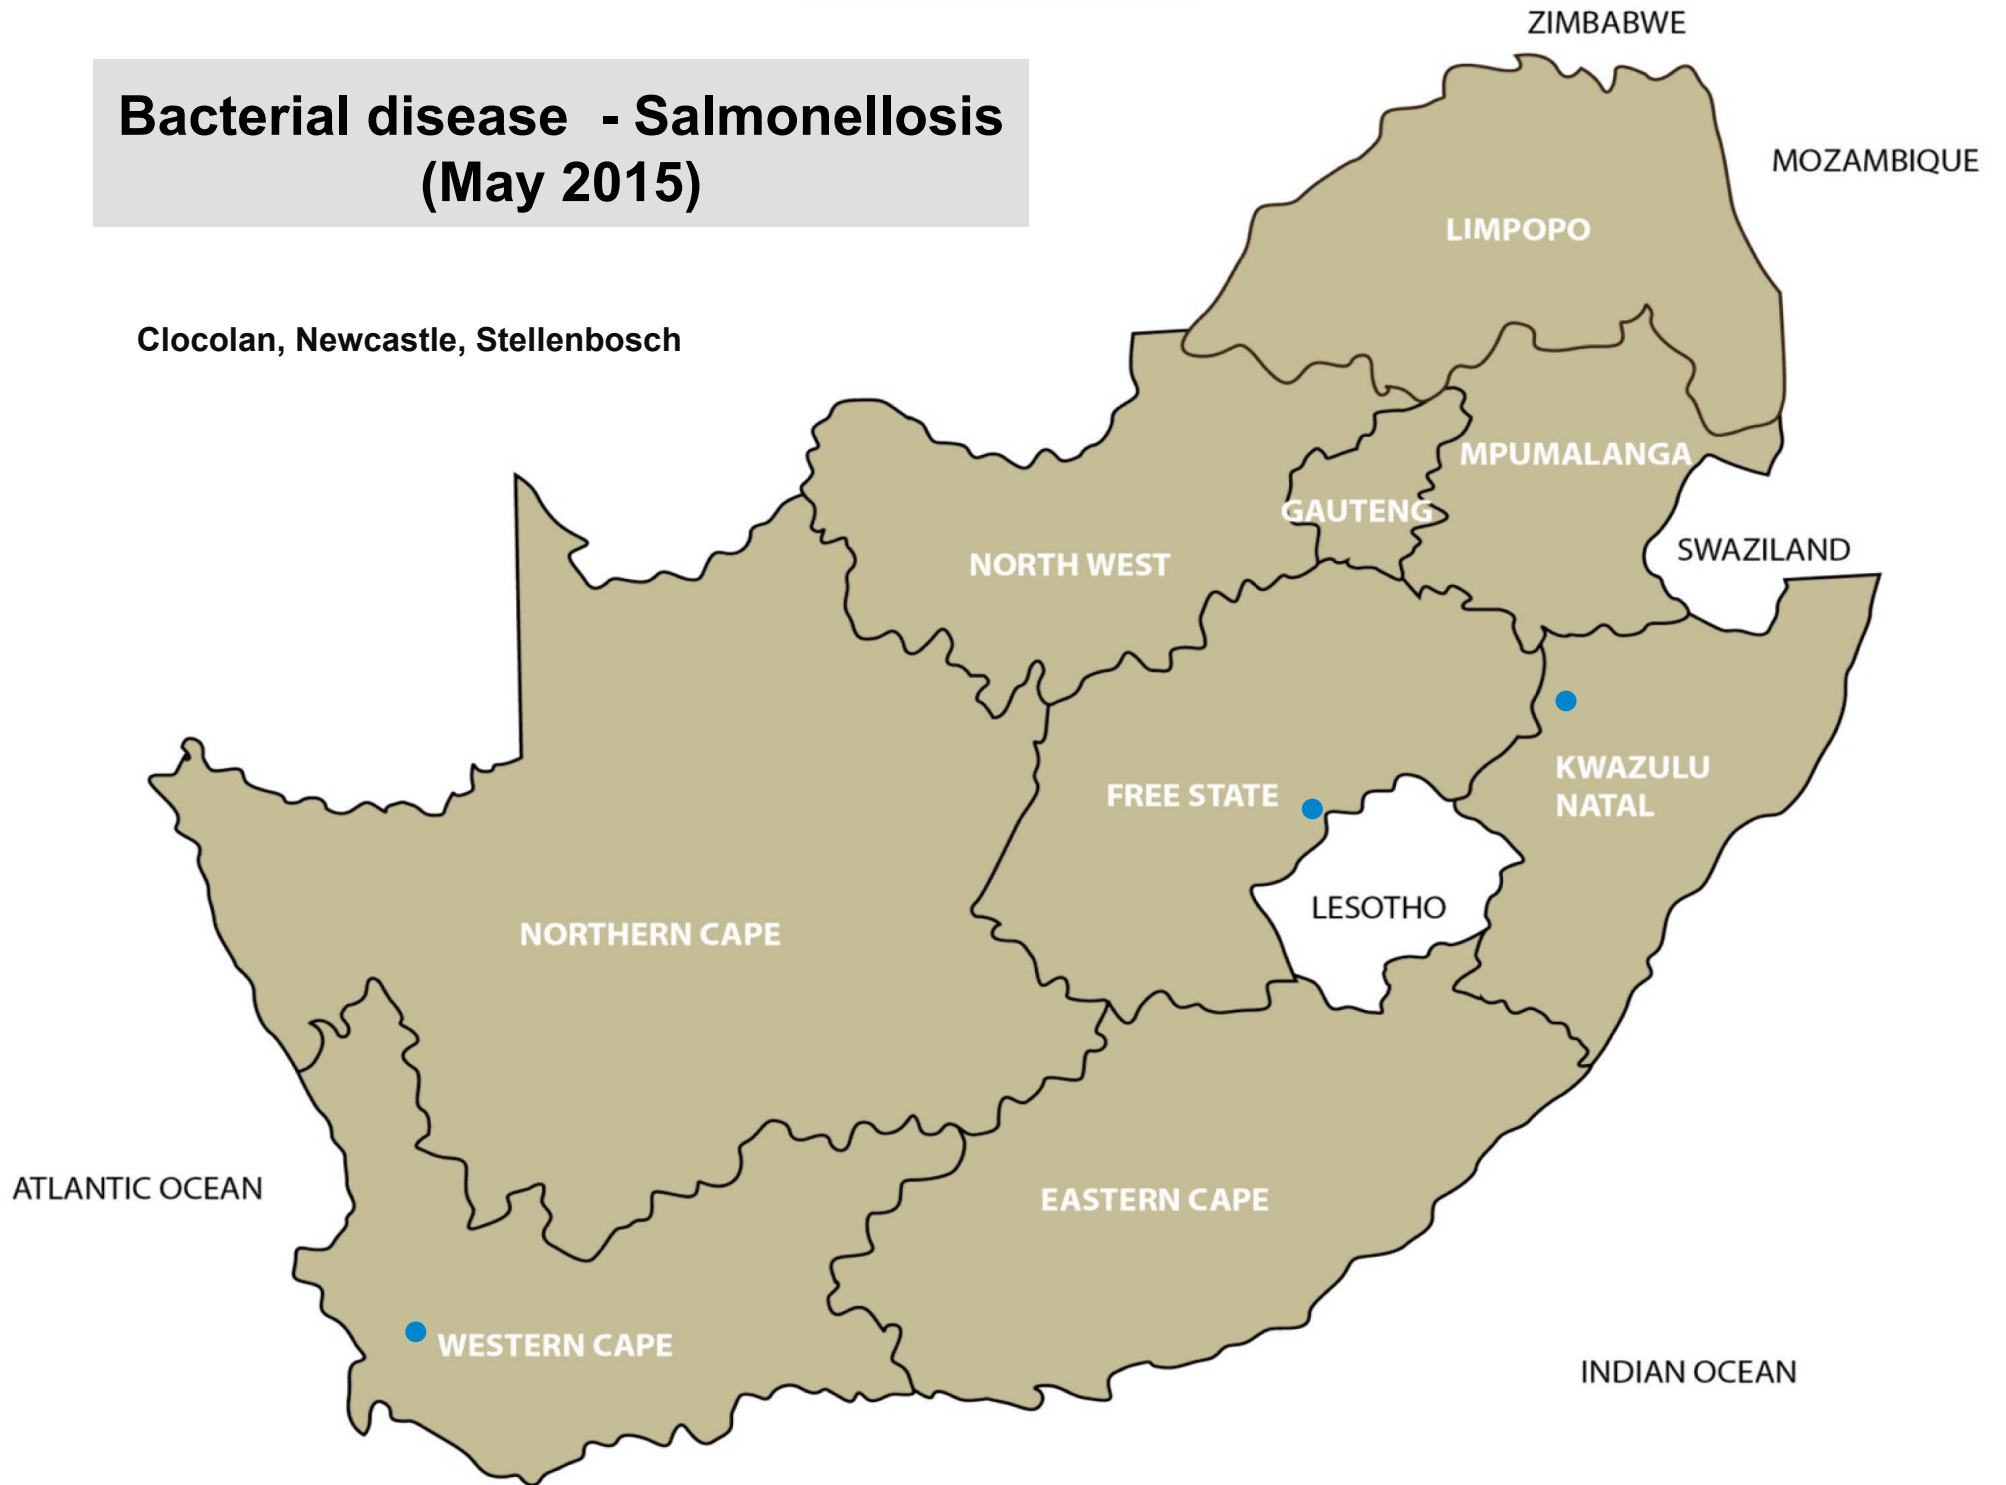 Bacterial disease - Salmonellosis
(May 2015)
Clocolan, Newcastle, Stellenbosch
ZIMBABWE
MOZAMBIQUE
LIMPOPO
MPUMALANGA
GAUTENG
NORTH WEST
SWAZILAND
KWAZULU
NATAL
FREE STATE
LESOTHO
NORTHERN CAPE
ATLANTIC OCEAN
EASTERN CAPE
WESTERN CAPE
INDIAN OCEAN